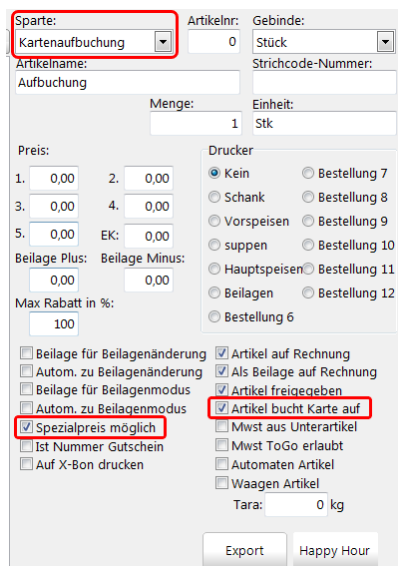 Sparte: Artikelnr: Gebinde:
Kartenaufbuchung 0 Stück
Artikelname: Strichcode-Nummer:
Aufbuchung
Menge: Einheit:
1 Stk
Preis: Drucker
1. 0,00 2. 0,00 Kein Bestellung 7
3. 0,00 4. 0,00 Schank Bestellung 8
5. 0,00 EK: 0,00 Vorspeisen Bestellung 9
suppen Bestellung 10
Beilage Plus: Beilage Minus: Hauptspeisen Bestellung 11
0,00 0,00 Beilagen Bestellung 12
Max Rabatt in %: Bestellung 6
100
Beilage für Beilagenänderung Artikel auf Rechnung
Autom. zu Beilagenänderung Als Beilage auf Rechnung
Beilage für Beilagenmodus Artikel freigegeben
Autom. zu Beilagenmodus Artikel bucht Karte auf
Spezialpreis möglich Mwst aus Unterartikel
Ist Nummer Gutschein Mwst ToGo erlaubt
Auf X-Bon drucken Automaten Artikel
Waagen Artikel
Tara: 0 kg
Export Happy Hour